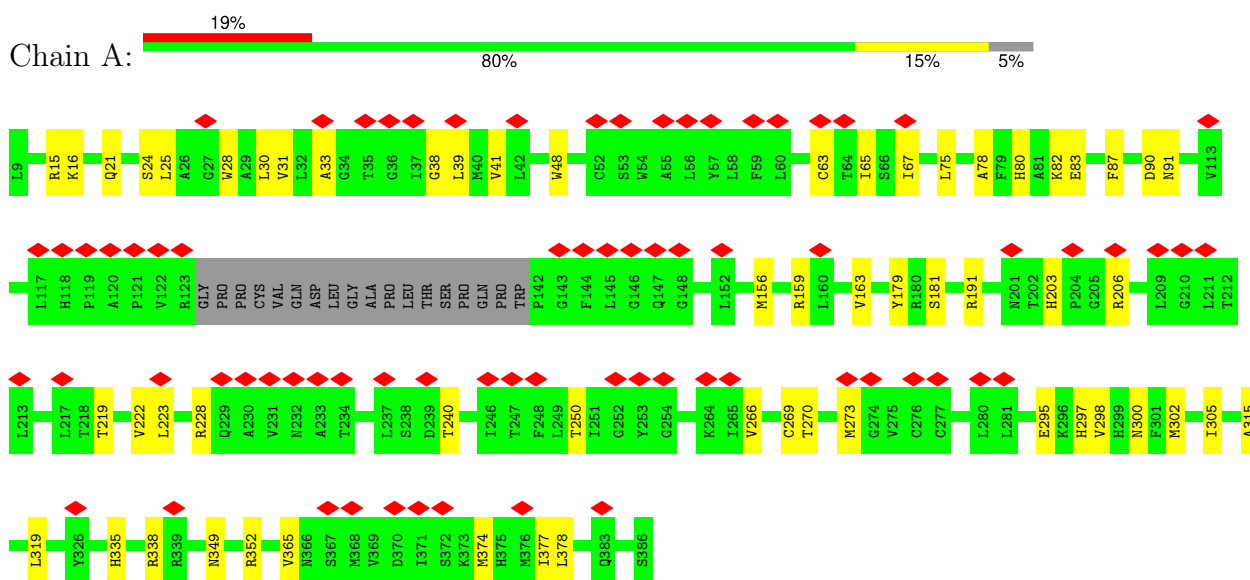 19%
Chain A:
80% 15% 5%
L9 R15 K16 Q21 S24 L25 A26 G27 W28 A29 L30 V31 L32 A33 G34 T35 G36 I37 G38 L39 M40 V41 L42 W48 C52 S53 W54 A55 L56 Y57 L58 F59 L60 C63 T64 I65 S66 I67 L75 A78 F79 H80 A81 K82 E83 F87 D90 N91 V113
L117 H118 P119 A120 P121 V122 R123 GLY PRO PRO CYS VAL GLN ASP LEU GLY ALA PRO LEU THR SER PRO GLN PRO TRP P142 G143 F144 L145 G146 Q147 G148 L152 M156 R159 L160 V163 Y179 R180 S181 R191 N201 T202 H203 P204 G205 R206 L209 G210 L211 T212
L213 L217 T218 T219 V222 L223 R228 Q229 A230 V231 N232 A233 T234 L237 S238 D239 T240 I246 T247 F248 L249 T250 I251 G252 Y253 G254 K264 I265 V266 C269 T270 M273 G274 V275 C276 C277 L280 L281 E295 K296 H297 V298 H299 N300 F301 M302 I305 A315
L319 Y326 H335 R338 R339 N349 R352 V365 N366 S367 M368 V369 D370 I371 S372 K373 M374 H375 M376 I377 L378 Q383 S386